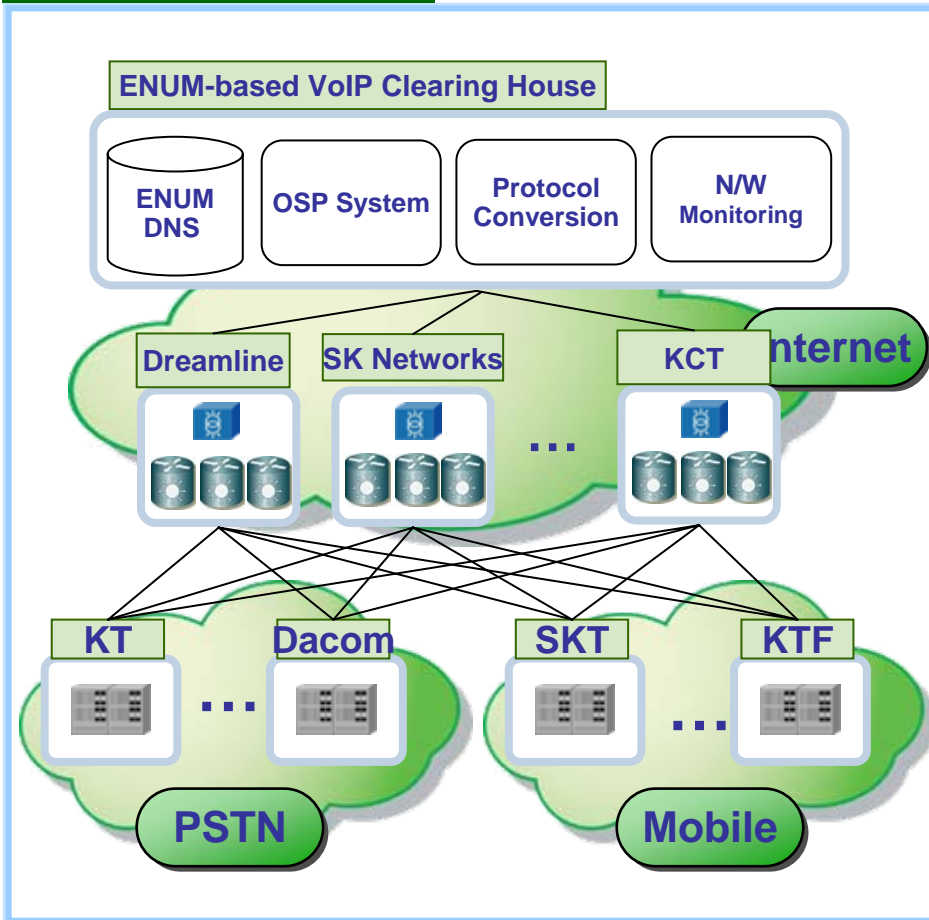 ENUM-based VoIP Clearing House
ENUM
DNS
OSP System
Protocol
Conversion
N/W
Monitoring
Dreamline
SK Networks
KCT
nternet
...
KT
Dacom
SKT
KTF
...
...
PSTN
Mobile